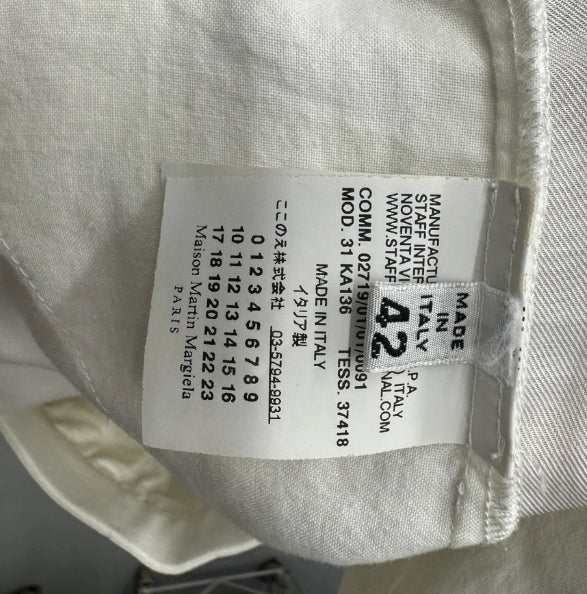 MANUFACTU
STAFF INTER .P.A.
NOVENTA VI ITALY
WWW.STAFF NAL.COM
COMM. 02719/01/01/0091
MOD. 31 KA136 TESS. 37418
MADE IN ITALY
イタリア製
ここのえ株式会社 03-5794-9931
0 1 2 3 4 5 6 7 8 9
10 11 12 13 14 15 16
17 18 19 20 21 22 23
Maison Martin Margiela
PARIS
MADE
IN
ITALY
42